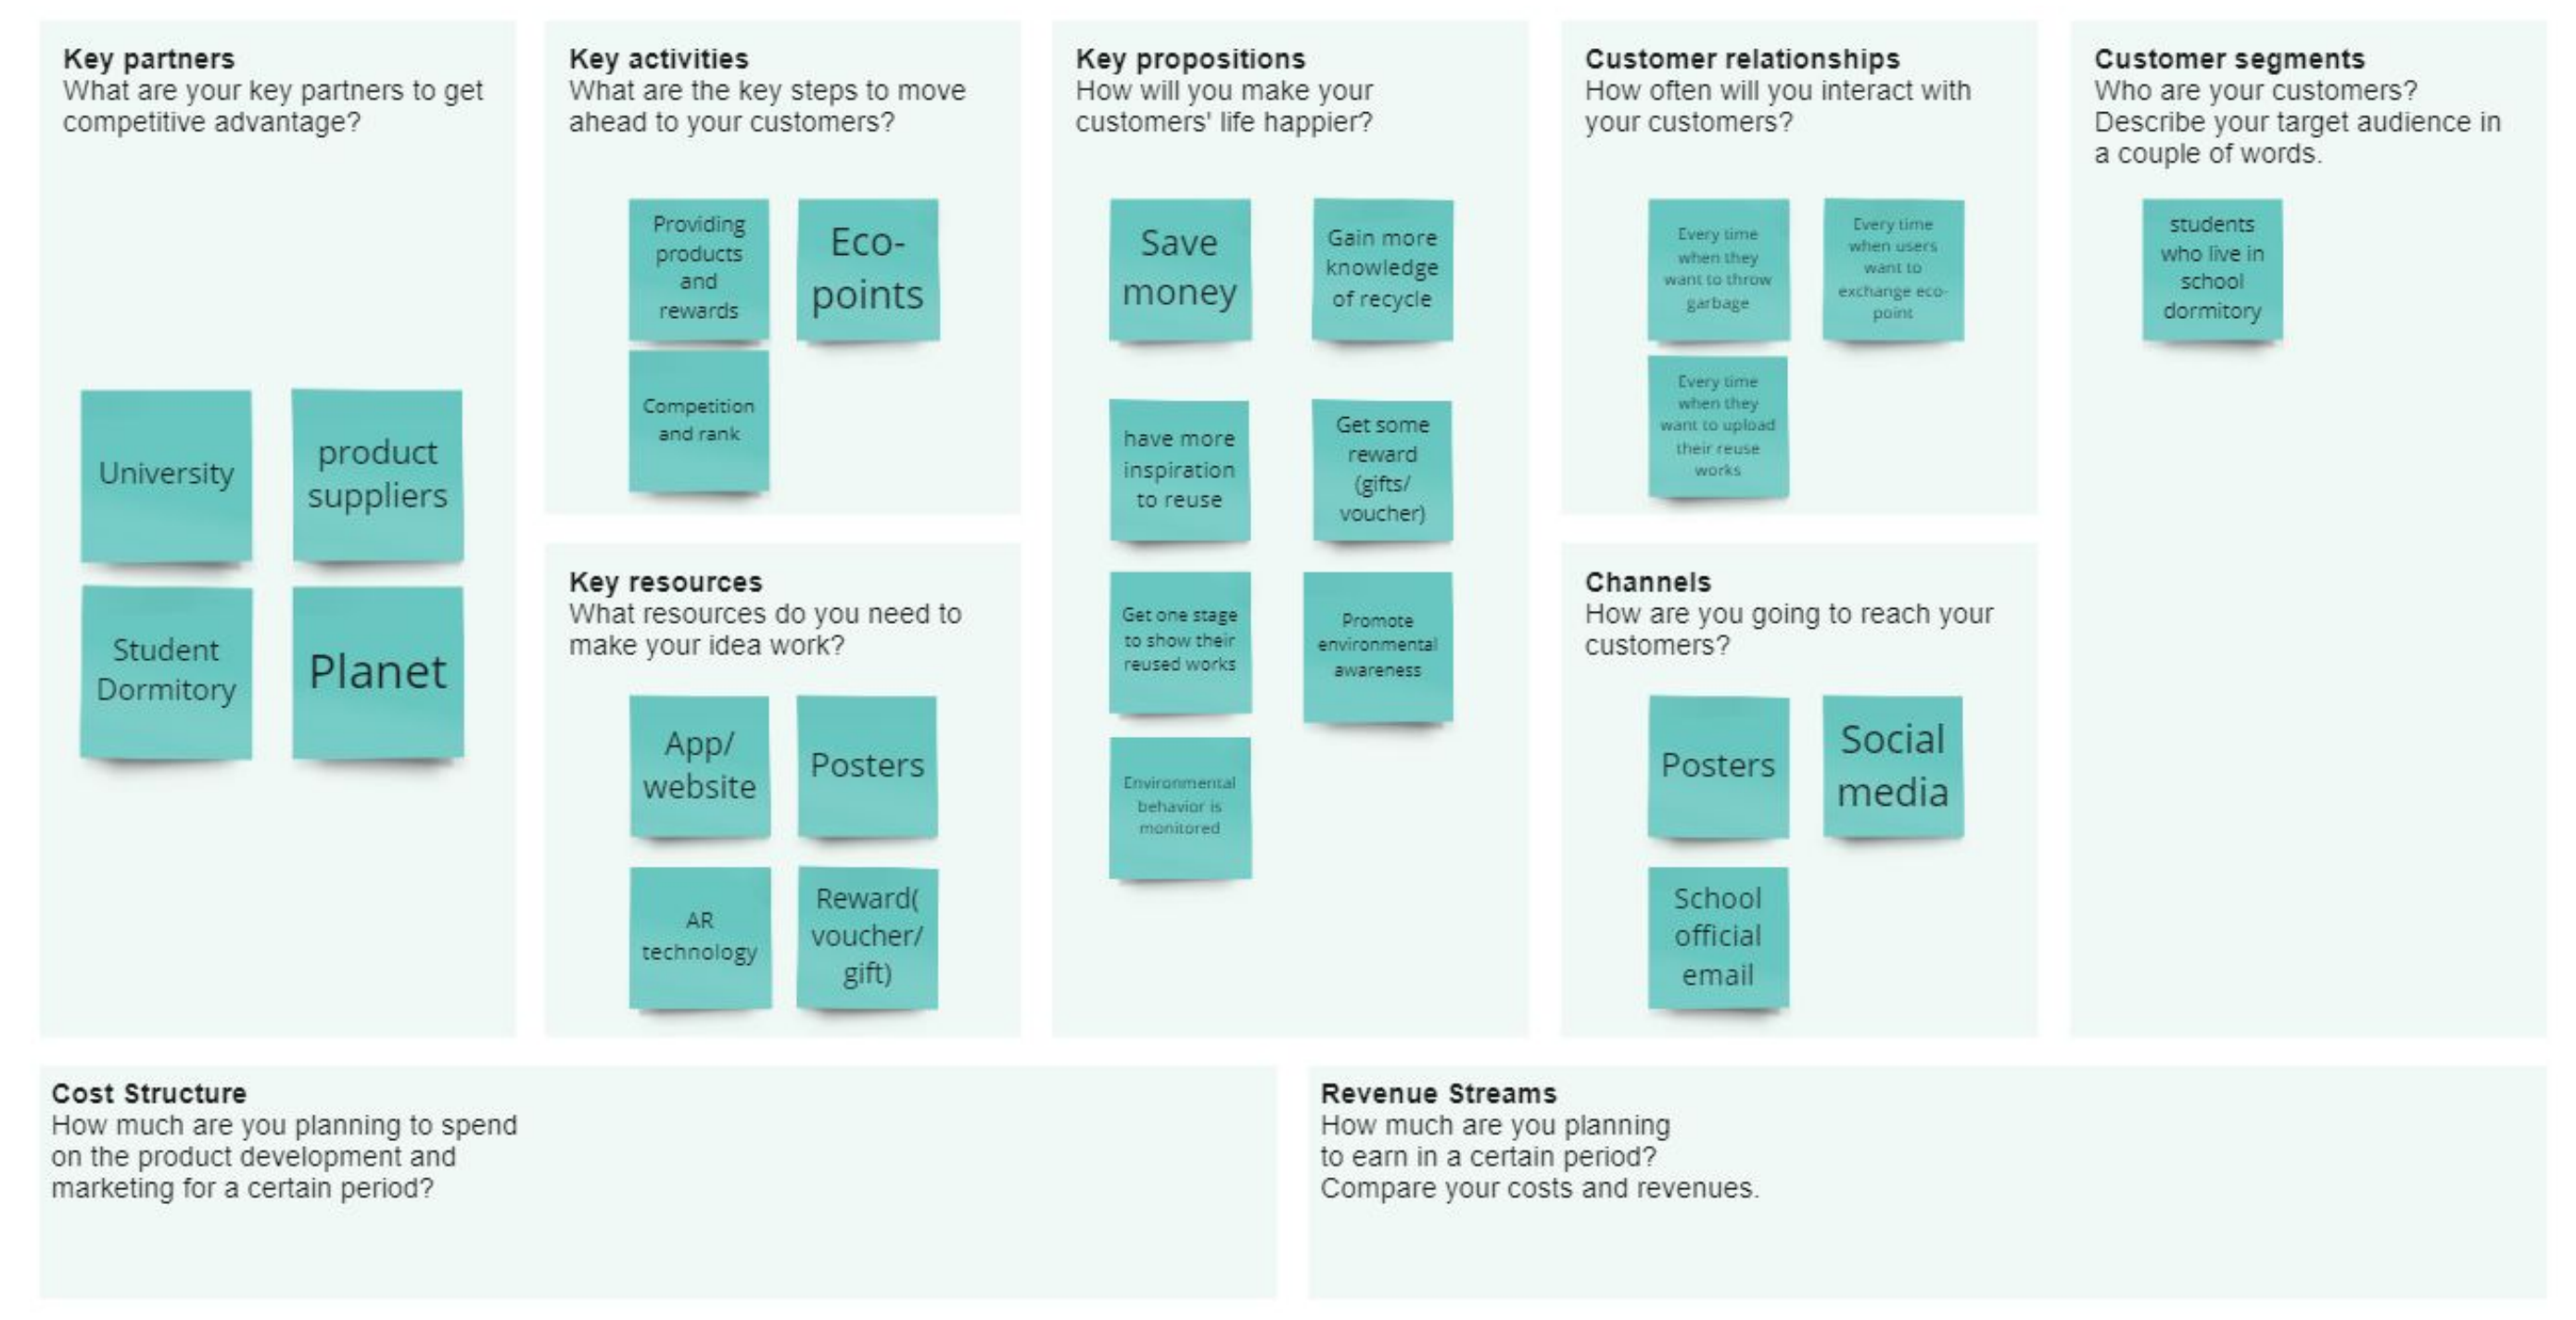 Key partners
What are your key partners to get
competitive advantage?
University
product
suppliers
Student
Dormitory
Planet
Key activities
What are the key steps to move
ahead to your customers?
Providing
products
and
rewards
Eco-
points
Competition
and rank
Key resources
What resources do you need to
make your idea work?
App/
website
Posters
AR
technology
Reward(
voucher/
gift)
Key propositions
How will you make your
customers' life happier?
Save
money
Gain more
knowledge
of recycle
have more
inspiration
to reuse
Get some
reward
(gifts/
voucher)
Get one stage
to show their
reused works
Promote
environmental
awareness
Environmental
behavior is
monitored
Customer relationships
How often will you interact with
your customers?
Every time
when they
want to throw
garbage
Every time
when users
want to
exchange eco-
point
Every time
when they
want to upload
their reuse
works
Channels
How are you going to reach your
customers?
Posters
Social
media
School
official
email
Customer segments
Who are your customers?
Describe your target audience in
a couple of words.
students
who live in
school
dormitory
Cost Structure
How much are you planning to spend
on the product development and
marketing for a certain period?
Revenue Streams
How much are you planning
to earn in a certain period?
Compare your costs and revenues.